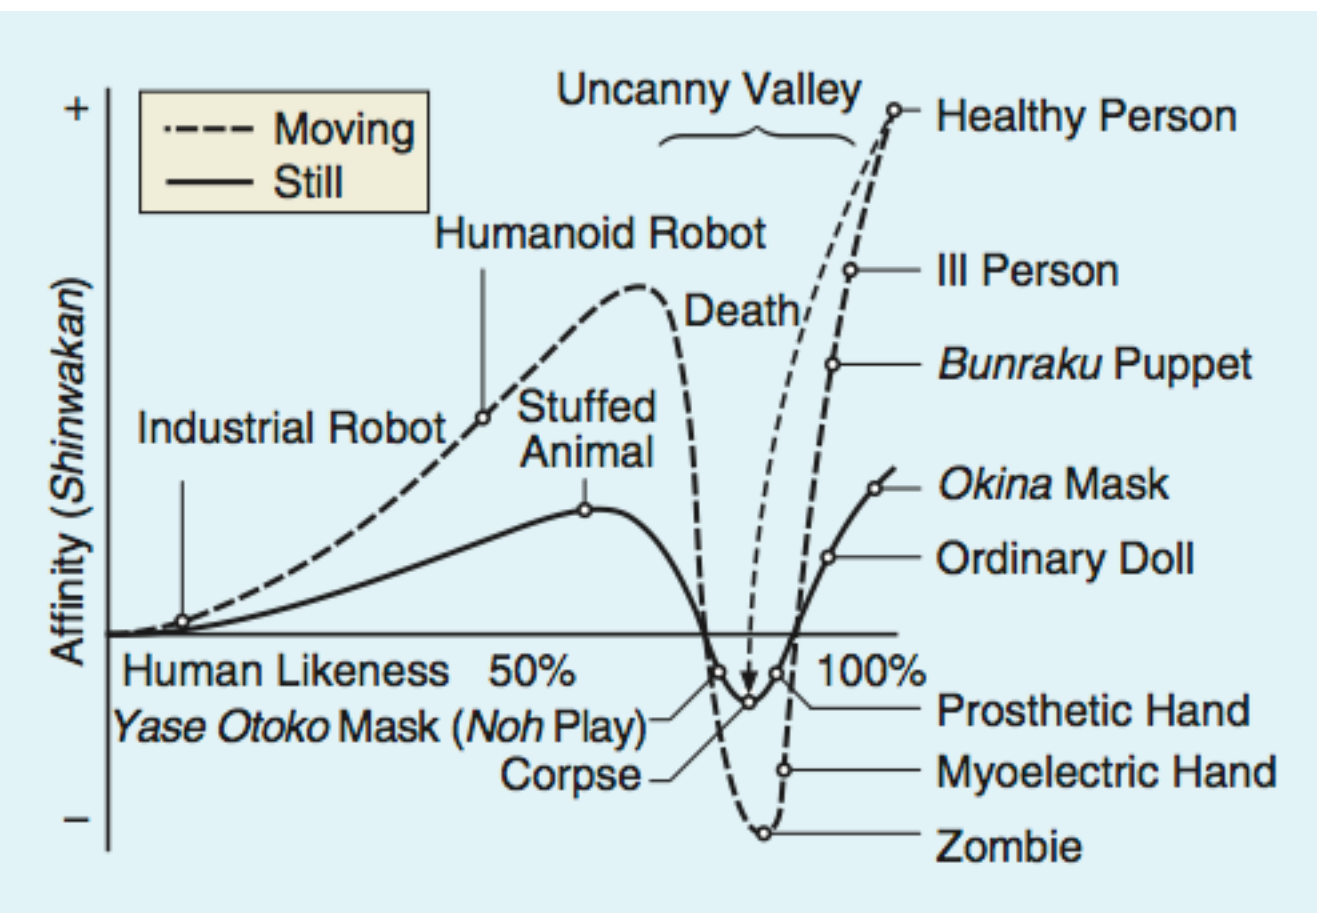 Uncanny Valley
+
Moving
Still
Healthy Person
Humanoid Robot
Ill Person
Death
Bunraku Puppet
Stuffed
Animal
Industrial Robot
Okina Mask
Ordinary Doll
Affinity (Shinwakan)
Human Likeness 50% 100%
Yase Otoko Mask (Noh Play)
Prosthetic Hand
Corpse
Myoelectric Hand
–
Zombie